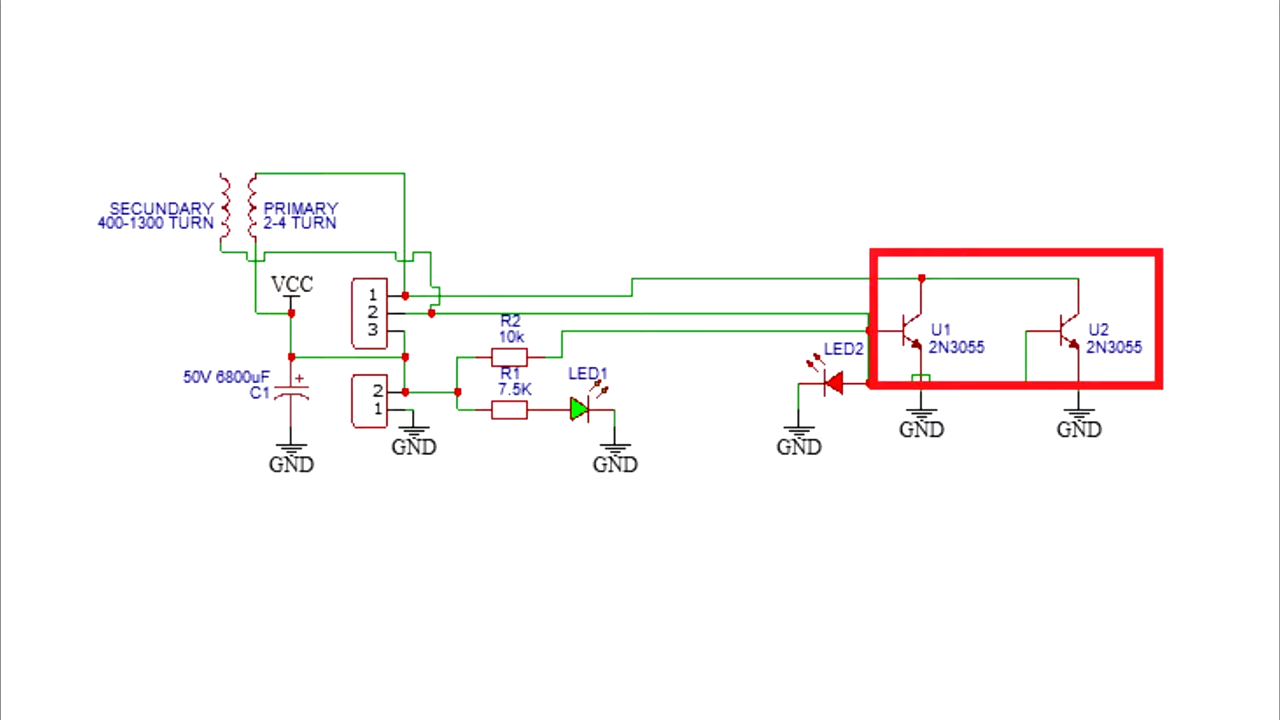 SECUNDARY
400-1300 TURN
PRIMARY
2-4 TURN
VCC
1
2
3
50V 6800uF
C1
+
2
1
GND
GND
R2
10k
R1
7.5K
LED1
GND
LED2
GND
U1
2N3055
GND
U2
2N3055
GND